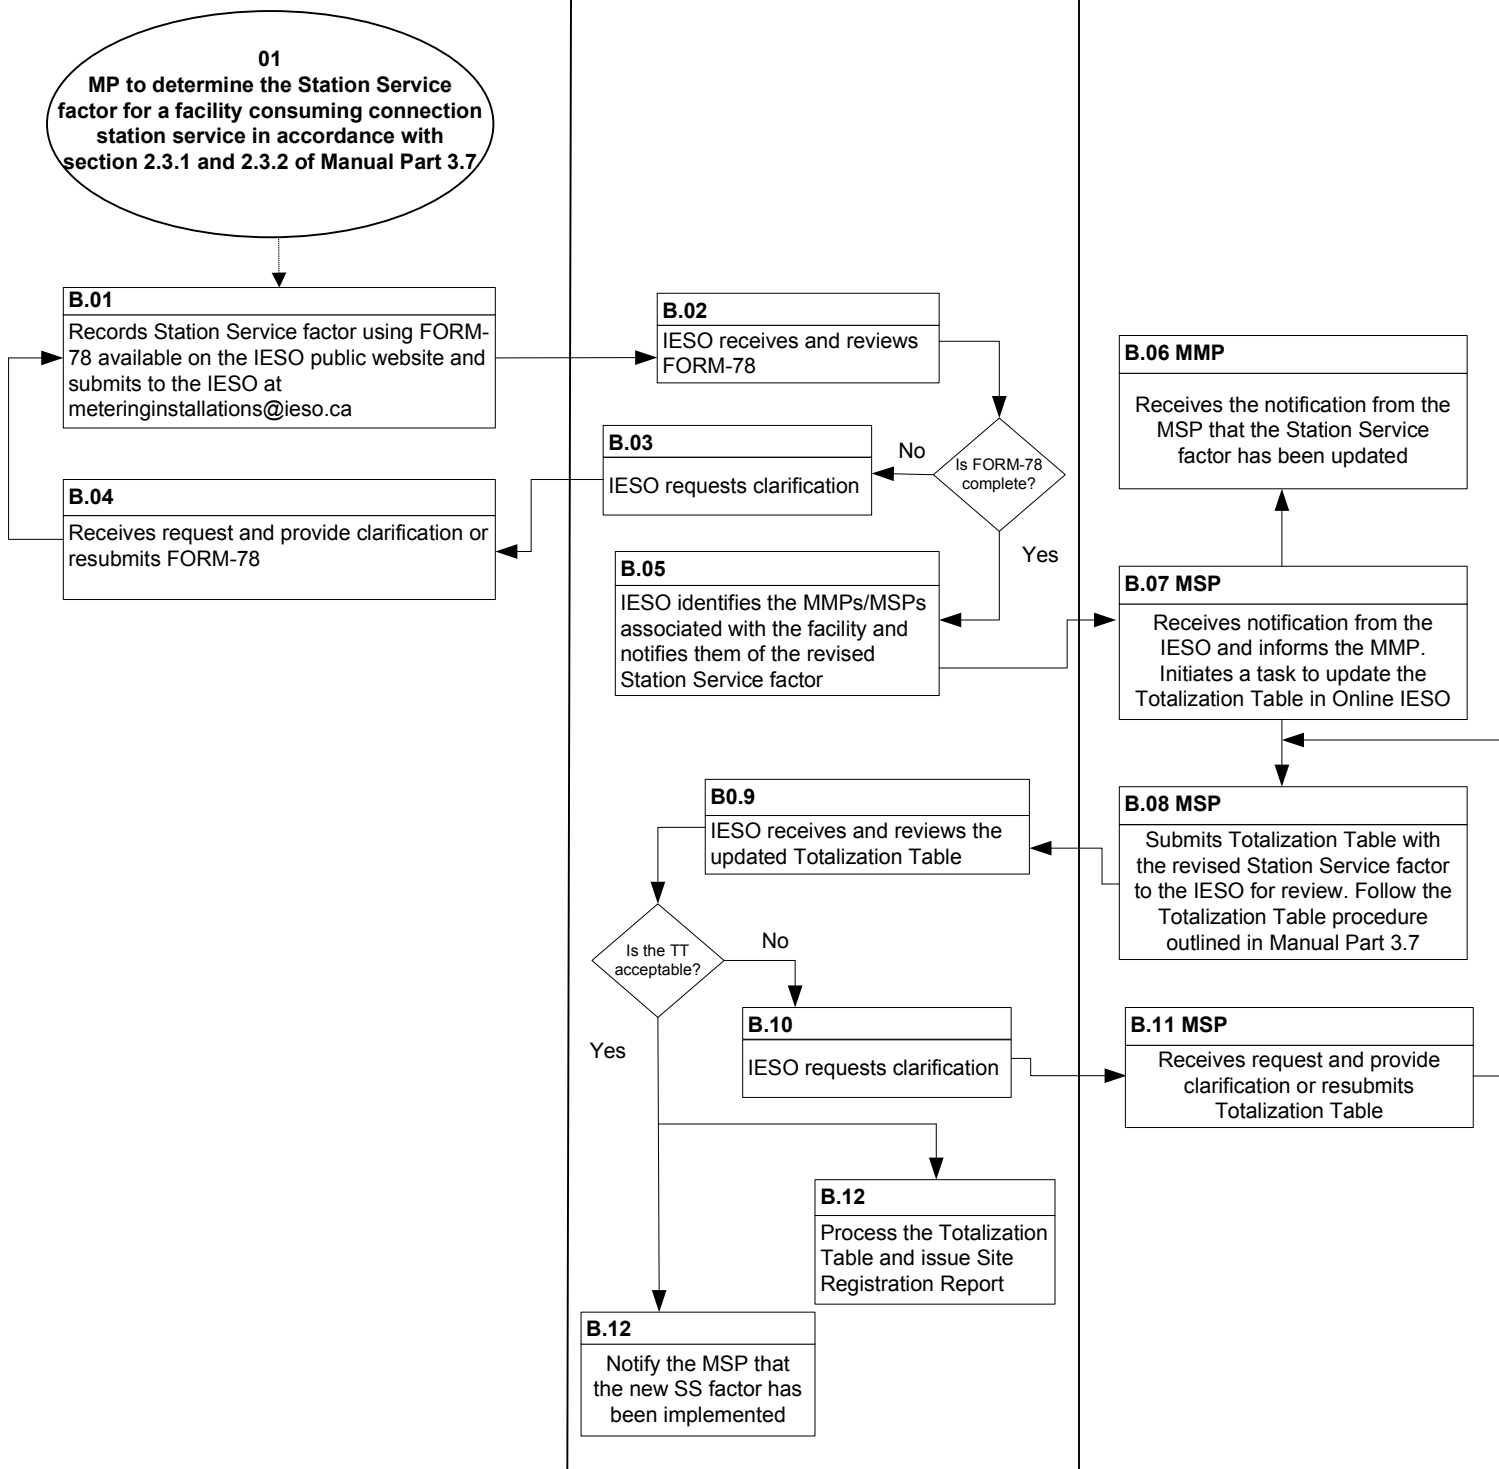 01
MP to determine the Station Service
factor for a facility consuming connection
station service in accordance with
section 2.3.1 and 2.3.2 of Manual Part 3.7
B.01
Records Station Service factor using FORM-
78 available on the IESO public website and
submits to the IESO at
meteringinstallations@ieso.ca
B.02
IESO receives and reviews
FORM-78
Is FORM-78
complete?
No
Yes
B.03
IESO requests clarification
B.04
Receives request and provide clarification or
resubmits FORM-78
B.05
IESO identifies the MMPs/MSPs
associated with the facility and
notifies them of the revised
Station Service factor
B.06 MMP
Receives the notification from the
MSP that the Station Service
factor has been updated
B.07 MSP
Receives notification from the
IESO and informs the MMP.
Initiates a task to update the
Totalization Table in Online IESO
B.08 MSP
Submits Totalization Table with
the revised Station Service factor
to the IESO for review. Follow the
Totalization Table procedure
outlined in Manual Part 3.7
B0.9
IESO receives and reviews the
updated Totalization Table
Is the TT
acceptable?
No
Yes
B.10
IESO requests clarification
B.11 MSP
Receives request and provide
clarification or resubmits
Totalization Table
B.12
Process the Totalization
Table and issue Site
Registration Report
B.12
Notify the MSP that
the new SS factor has
been implemented